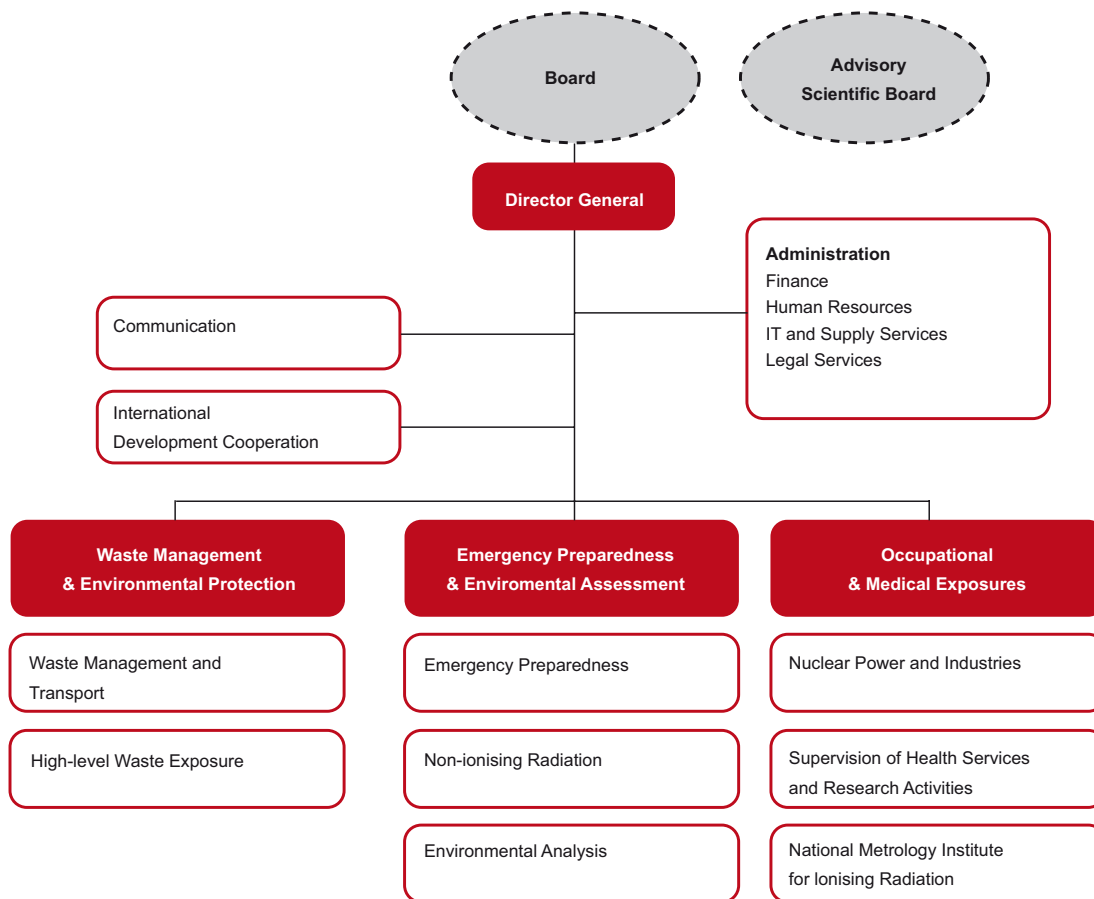 Board
Advisory
Scientific Board
Director General
Administration
Finance
Human Resources
IT and Supply Services
Legal Services
Communication
International
Development Cooperation
Waste Management
& Environmental Protection
Emergency Preparedness
& Enviromental Assessment
Occupational
& Medical Exposures
Waste Management and
Transport
High-level Waste Exposure
Emergency Preparedness
Non-ionising Radiation
Environmental Analysis
Nuclear Power and Industries
Supervision of Health Services
and Research Activities
National Metrology Institute
for Ionising Radiation